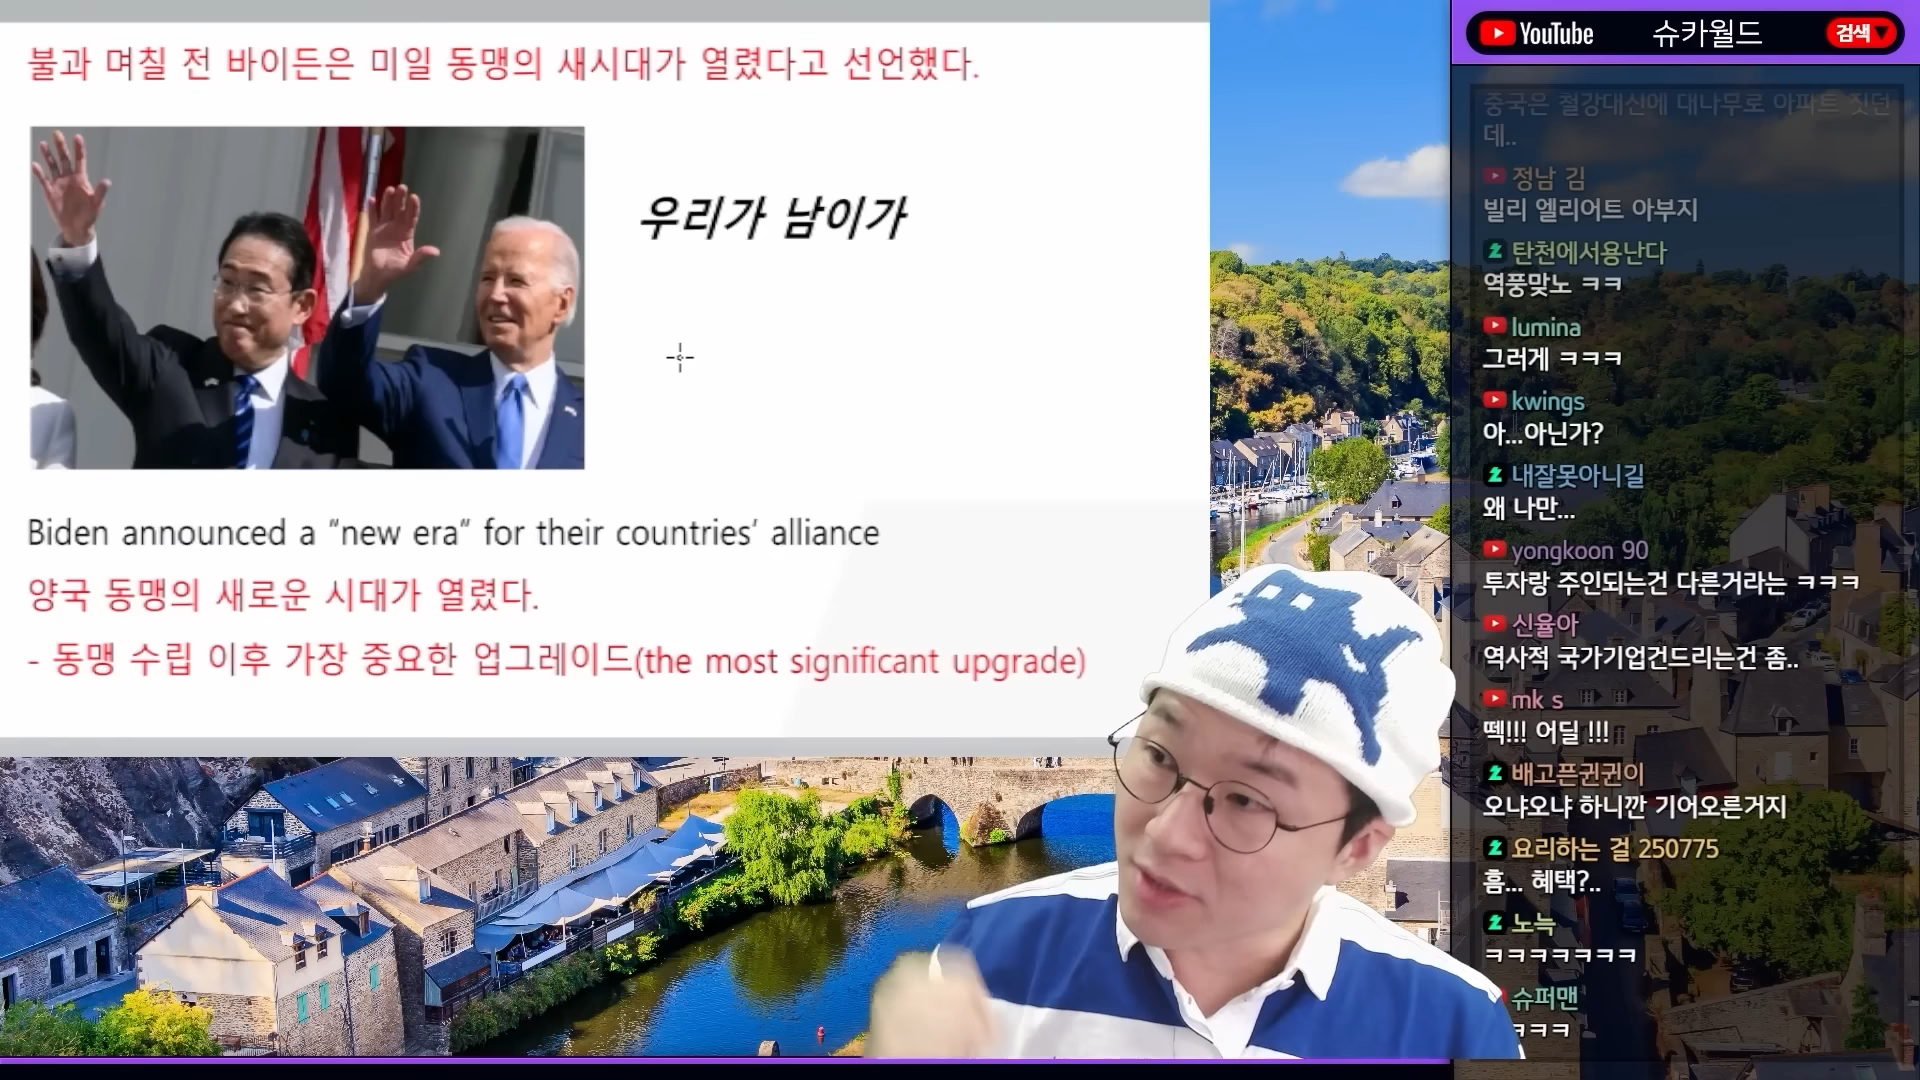 불과 며칠 전 바이든은 미일 동맹의 새시대가 열렸다고 선언했다.
우리가 남이가
Biden announced a “new era” for their countries’ alliance
양국 동맹의 새로운 시대가 열렸다.
- 동맹 수립 이후 가장 중요한 업그레이드(the most significant upgrade)
YouTube 슈카월드 검색
중국은 철강대신에 대나무로 아파트 짓던
데..
정남 김
빌리 엘리어트 아부지
탄천에서용난다
역풍맞노 ㅋㅋ
lumina
그러게 ㅋㅋㅋ
kwings
아...아닌가?
내잘못아니길
왜 나만...
yongkoon 90
투자랑 주인되는건 다른거라는 ㅋㅋㅋ
신율아
역사적 국가기업건드리는건 좀..
mk s
떽!!! 어딜 !!!
배고픈귄귄이
오냐오냐 하니깐 기어오른거지
요리하는 걸 250775
흠... 혜택?..
노늑
ㅋㅋㅋㅋㅋㅋㅋ
슈퍼맨
ㅋㅋㅋ